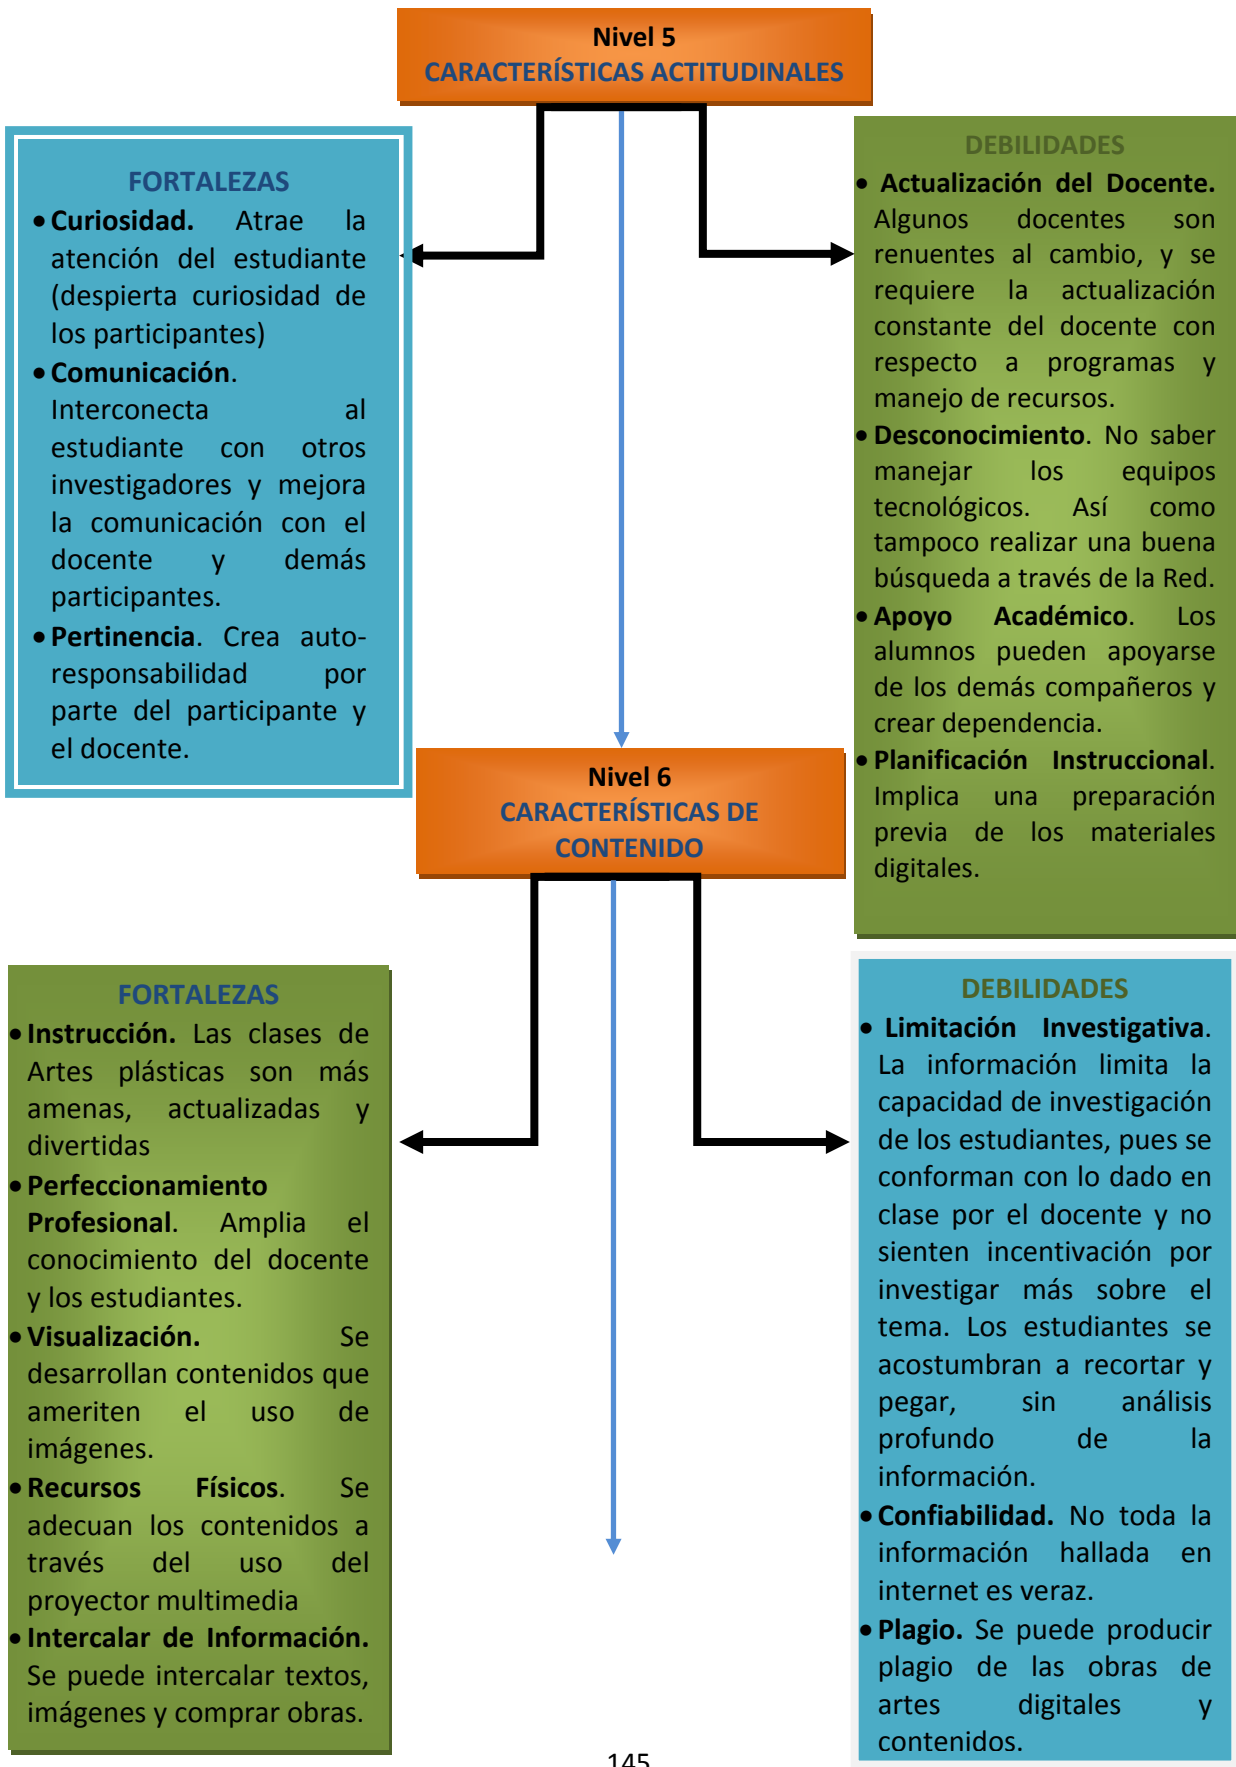 Nivel 5
CARACTERÍSTICAS ACTITUDINALES
FORTALEZAS
• Curiosidad. Atrae la
atención del estudiante
(despierta curiosidad de
los participantes)
• Comunicación.
Interconecta al
estudiante con otros
investigadores y mejora
la comunicación con el
docente y demás
participantes.
• Pertinencia. Crea auto-
responsabilidad por
parte del participante y
el docente.
DEBILIDADES
• Actualización del Docente.
Algunos docentes son
renuentes al cambio, y se
requiere la actualización
constante del docente con
respecto a programas y
manejo de recursos.
• Desconocimiento. No saber
manejar los equipos
tecnológicos. Así como
tampoco realizar una buena
búsqueda a través de la Red.
• Apoyo Académico. Los
alumnos pueden apoyarse
de los demás compañeros y
crear dependencia.
• Planificación Instruccional.
Implica una preparación
previa de los materiales
digitales.
Nivel 6
CARACTERÍSTICAS DE
CONTENIDO
FORTALEZAS
• Instrucción. Las clases de
Artes plásticas son más
amenas, actualizadas y
divertidas
• Perfeccionamiento
Profesional. Amplia el
conocimiento del docente
y los estudiantes.
• Visualización. Se
desarrollan contenidos que
ameriten el uso de
imágenes.
• Recursos Físicos. Se
adecuan los contenidos a
través del uso del
proyector multimedia
• Intercalar de Información.
Se puede intercalar textos,
imágenes y comprar obras.
DEBILIDADES
• Limitación Investigativa.
La información limita la
capacidad de investigación
de los estudiantes, pues se
conforman con lo dado en
clase por el docente y no
sienten incentivación por
investigar más sobre el
tema. Los estudiantes se
acostumbran a recortar y
pegar, sin análisis
profundo de la
información.
• Confiabilidad. No toda la
información hallada en
internet es veraz.
• Plagio. Se puede producir
plagio de las obras de
artes digitales y
contenidos.
145